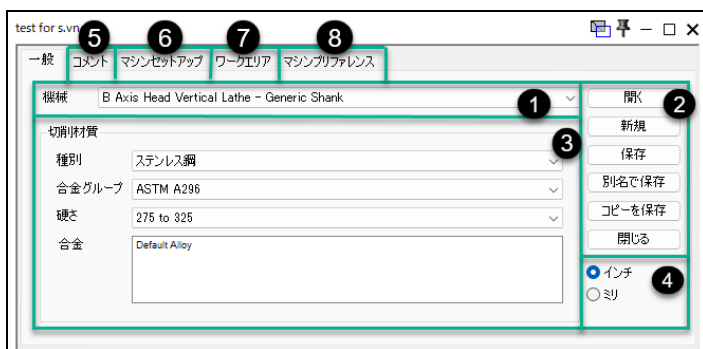 test for s.vn
5 6 7 8
一般 コメント マシンセットアップ ワークエリア マシンプリファレンス
機械 B Axis Head Vertical Lathe - Generic Shank 1
開く 2
新規
保存
別名で保存
コピーを保存
閉じる
切削材質 3
種別 ステンレス鋼
合金グループ ASTM A296
硬さ 275 to 325
合金 Default Alloy
インチ 4
ミリ